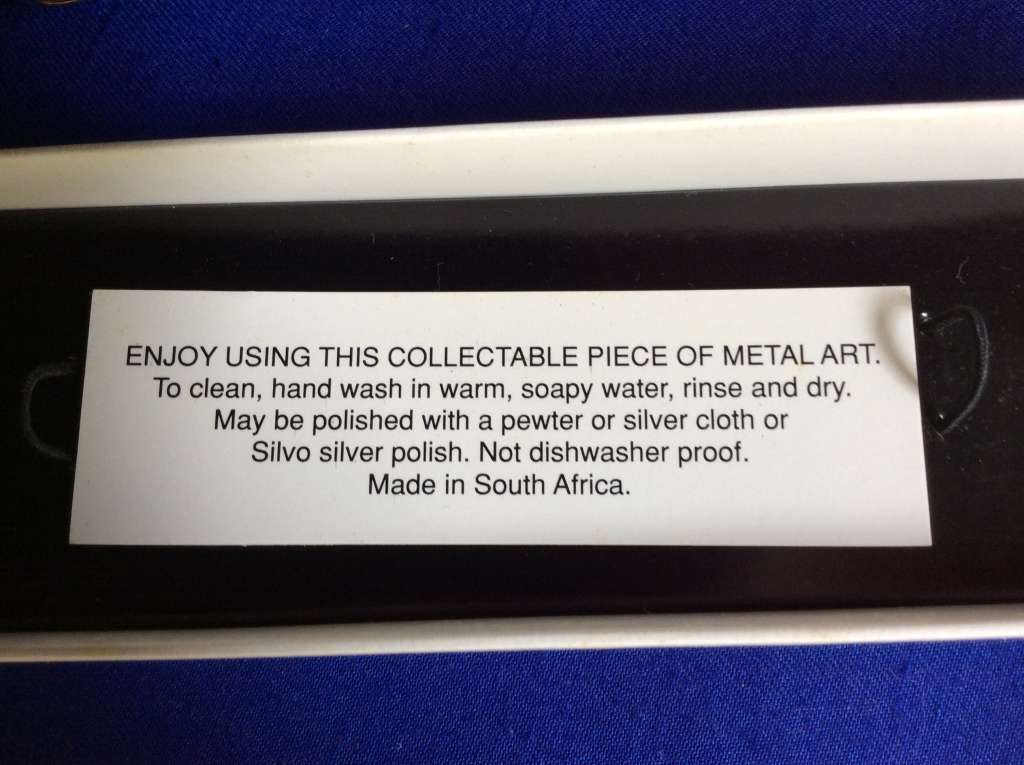 ENJOY USING THIS COLLECTABLE PIECE OF METAL ART.
To clean, hand wash in warm, soapy water, rinse and dry.
May be polished with a pewter or silver cloth or
Silvo silver polish. Not dishwasher proof.
Made in South Africa.